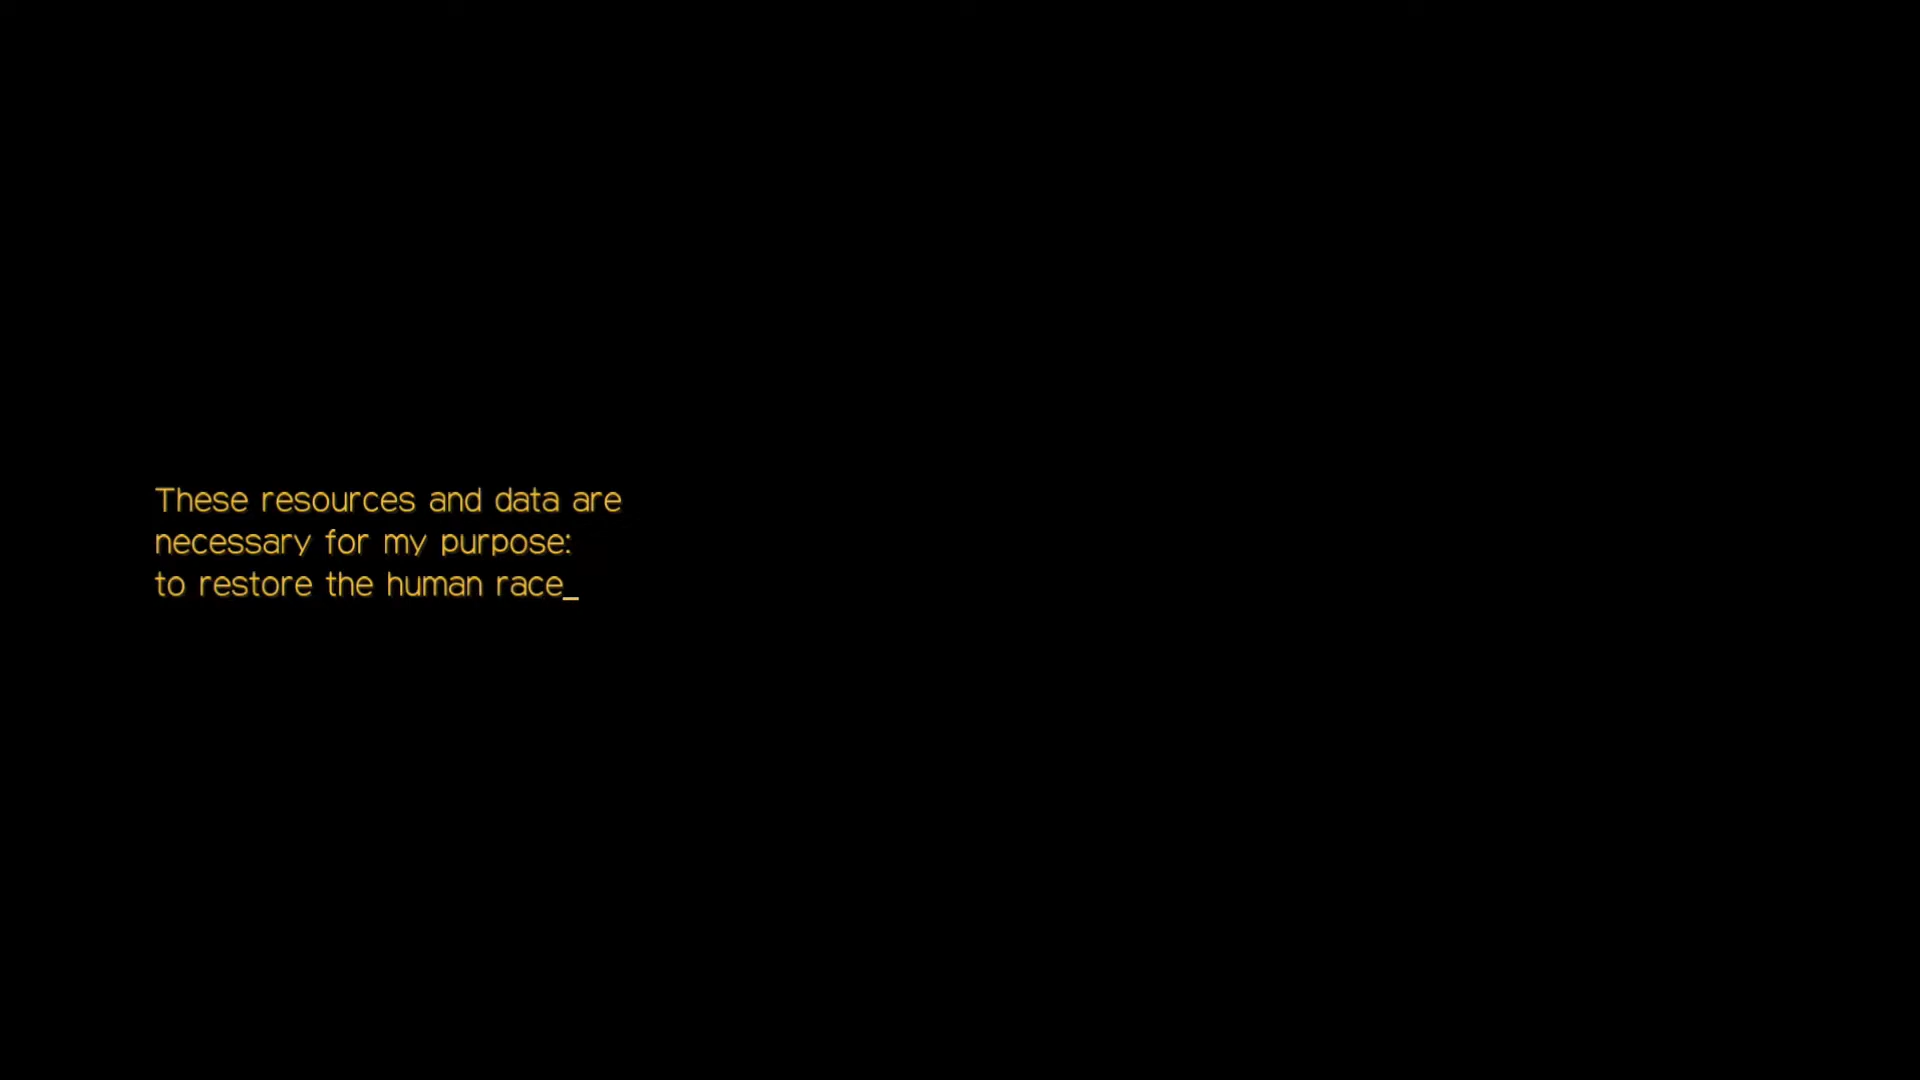 These resources and data are
necessary for my purpose:
to restore the human race_